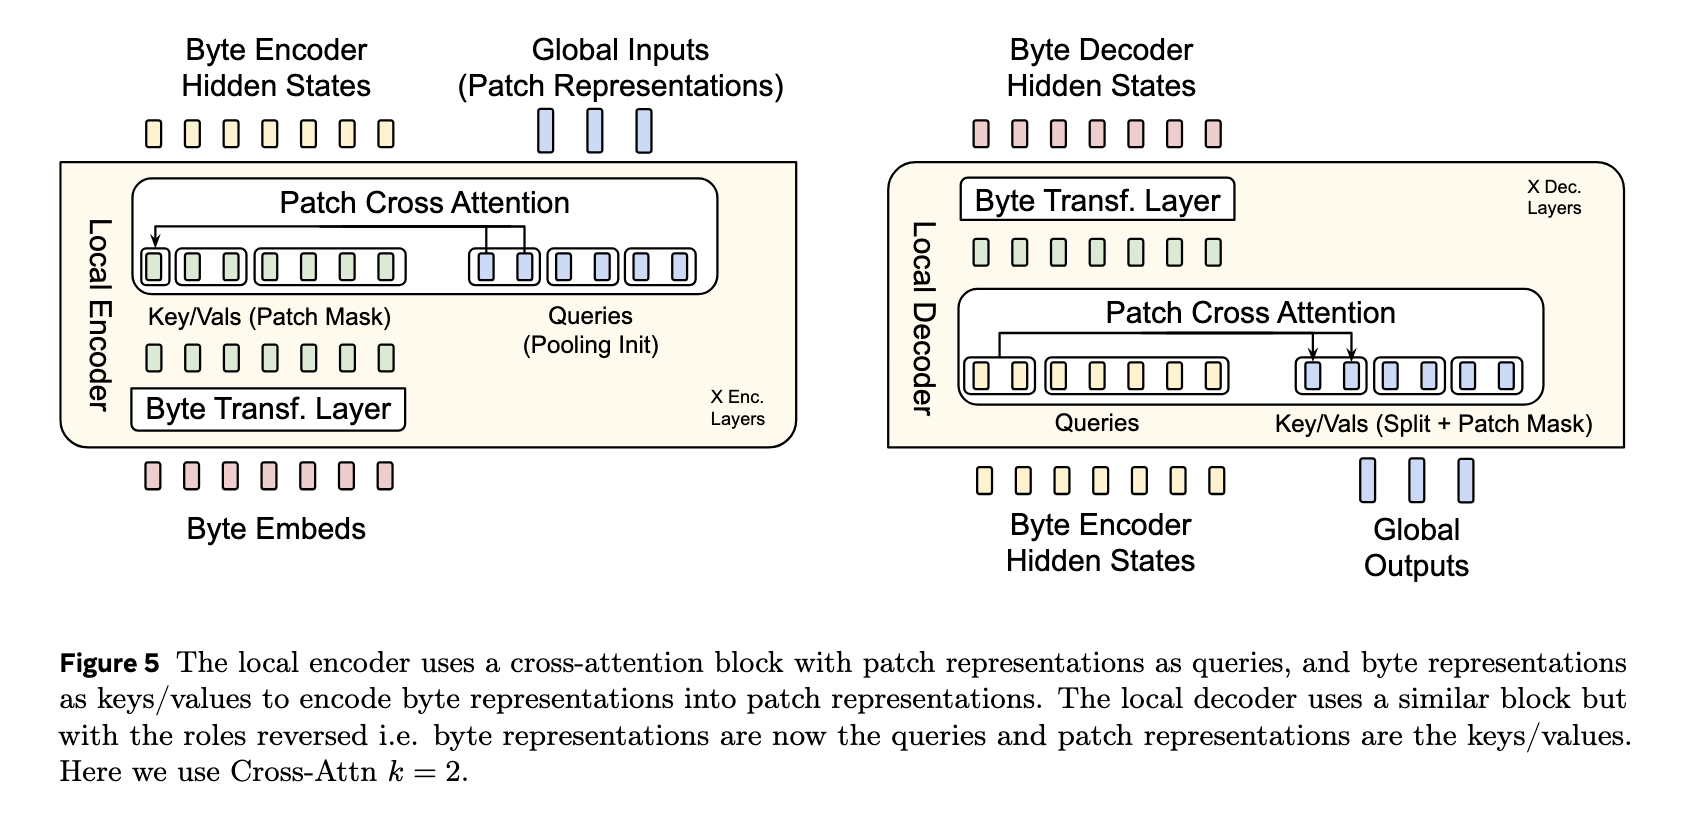 Byte Encoder
Hidden States
Global Inputs
(Patch Representations)
Local Encoder
Patch Cross Attention
Key/Vals (Patch Mask)
Queries
(Pooling Init)
Byte Transf. Layer
X Enc.
Layers
Byte Embeds
Byte Decoder
Hidden States
Local Decoder
Byte Transf. Layer
X Dec.
Layers
Patch Cross Attention
Queries
Key/Vals (Split + Patch Mask)
Byte Encoder
Hidden States
Global
Outputs
Figure 5 The local encoder uses a cross-attention block with patch representations as queries, and byte representations
as keys/values to encode byte representations into patch representations. The local decoder uses a similar block but
with the roles reversed i.e. byte representations are now the queries and patch representations are the keys/values.
Here we use Cross-Attn k = 2.